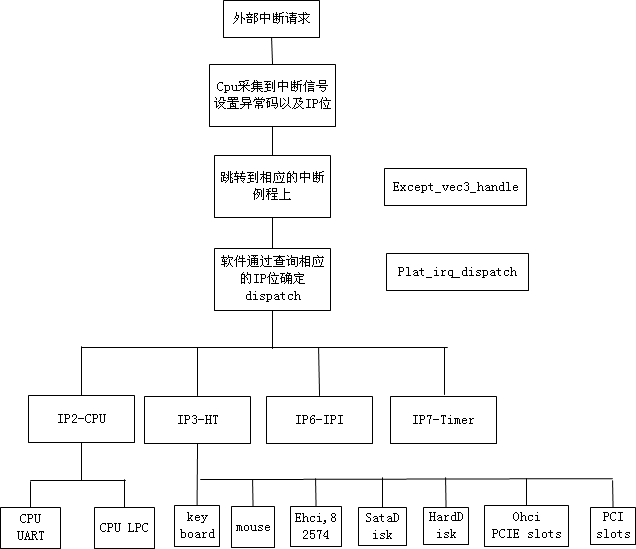 外部中断请求
Cpu采集到中断信号
设置异常码以及IP位
跳转到相应的中断
例程上
Except_vec3_handle
软件通过查询相应
的IP位确定
dispatch
Plat_irq_dispatch
IP2-CPU
IP3-HT
IP6-IPI
IP7-Timer
CPU
UART
CPU LPC
key
board
mouse
Ehci,8
2574
SataD
isk
HardD
isk
Ohci
PCIE slots
PCI
slots